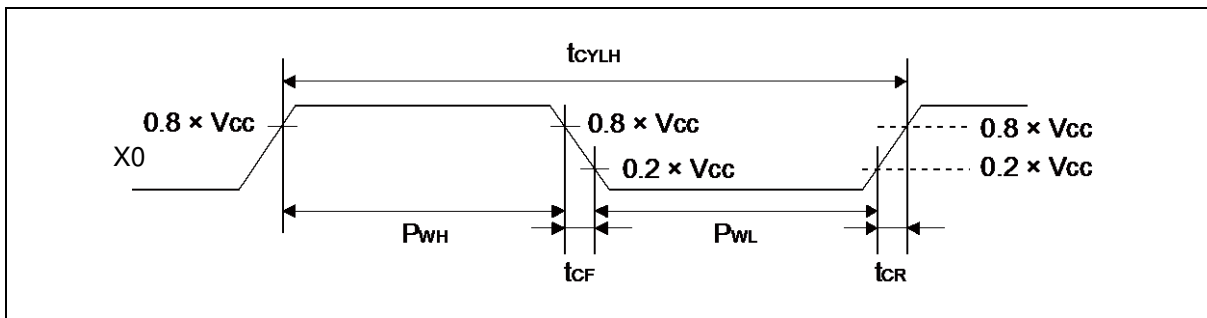 tCYLH
0.8 × VCC
0.8 × VCC
0.8 × VCC
X0
0.2 × VCC
0.2 × VCC
PWH
PWL
tCF
tCR